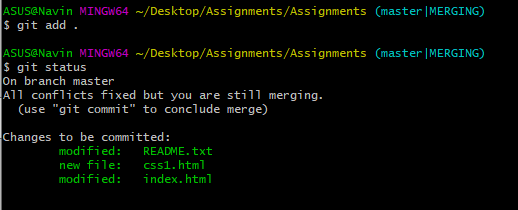 ASUS@Navin MINGW64 ~/Desktop/Assignments/Assignments (master|MERGING)
$ git add .
ASUS@Navin MINGW64 ~/Desktop/Assignments/Assignments (master|MERGING)
$ git status
On branch master
All conflicts fixed but you are still merging.
  (use "git commit" to conclude merge)
Changes to be committed:
        modified:   README.txt
        new file:   css1.html
        modified:   index.html